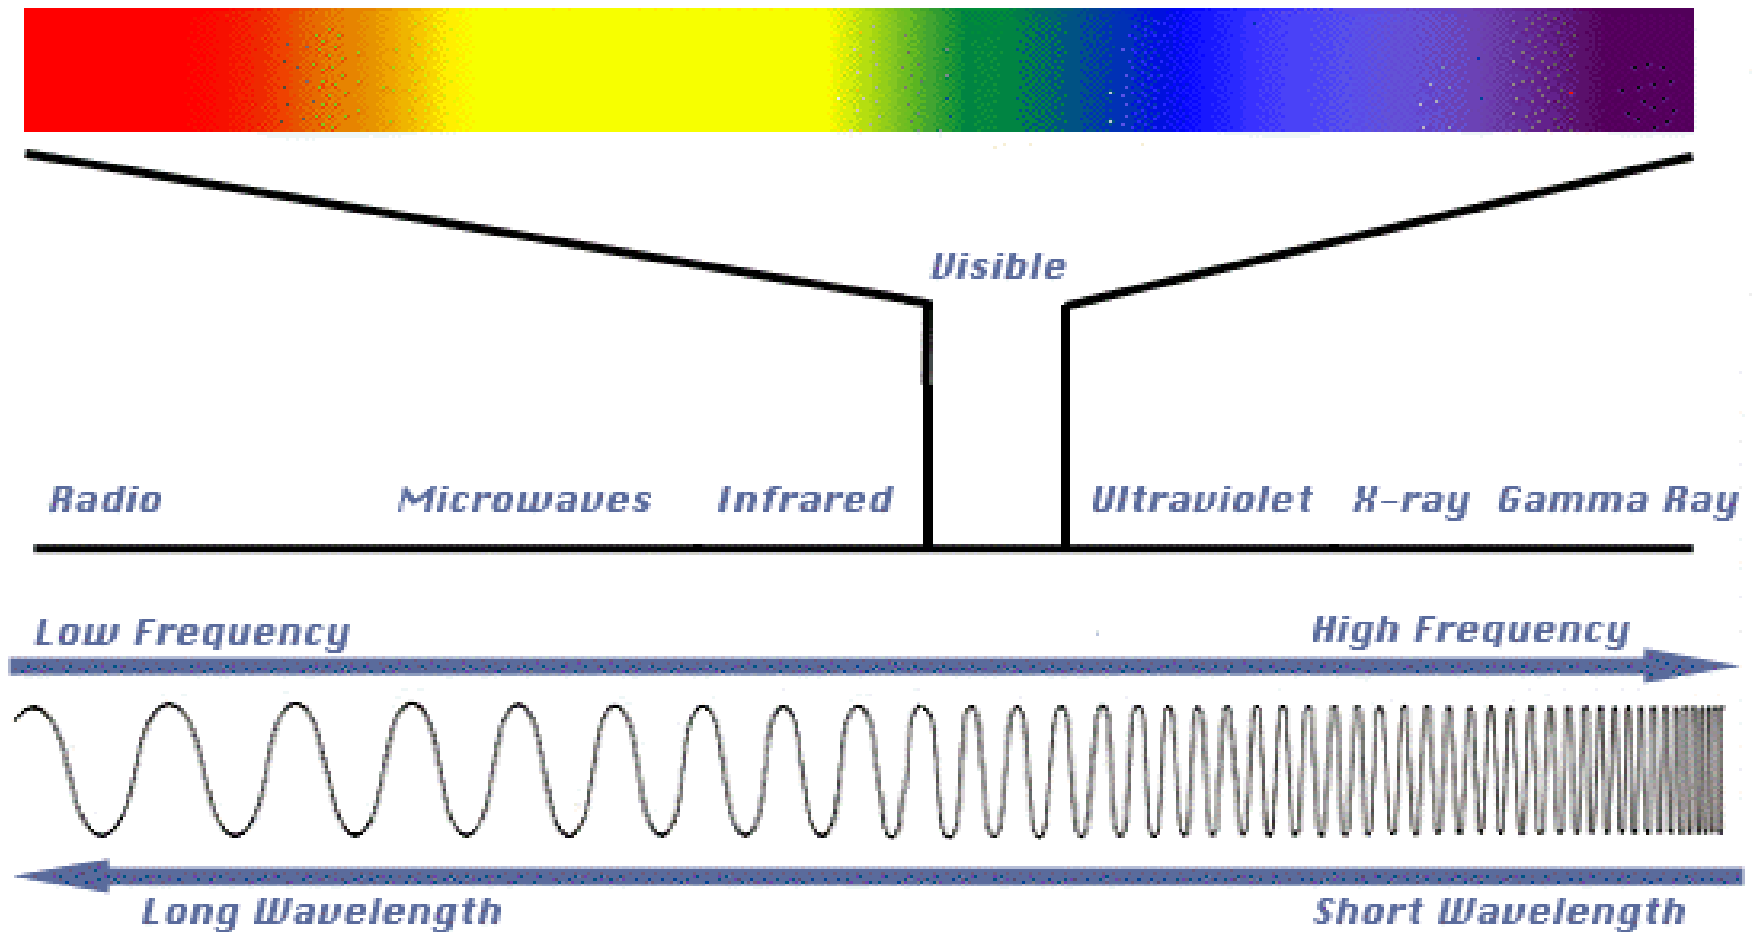 Visible
Radio Microwaves Infrared Ultraviolet X-ray Gamma Ray
Low Frequency High Frequency
Long Wavelength Short Wavelength